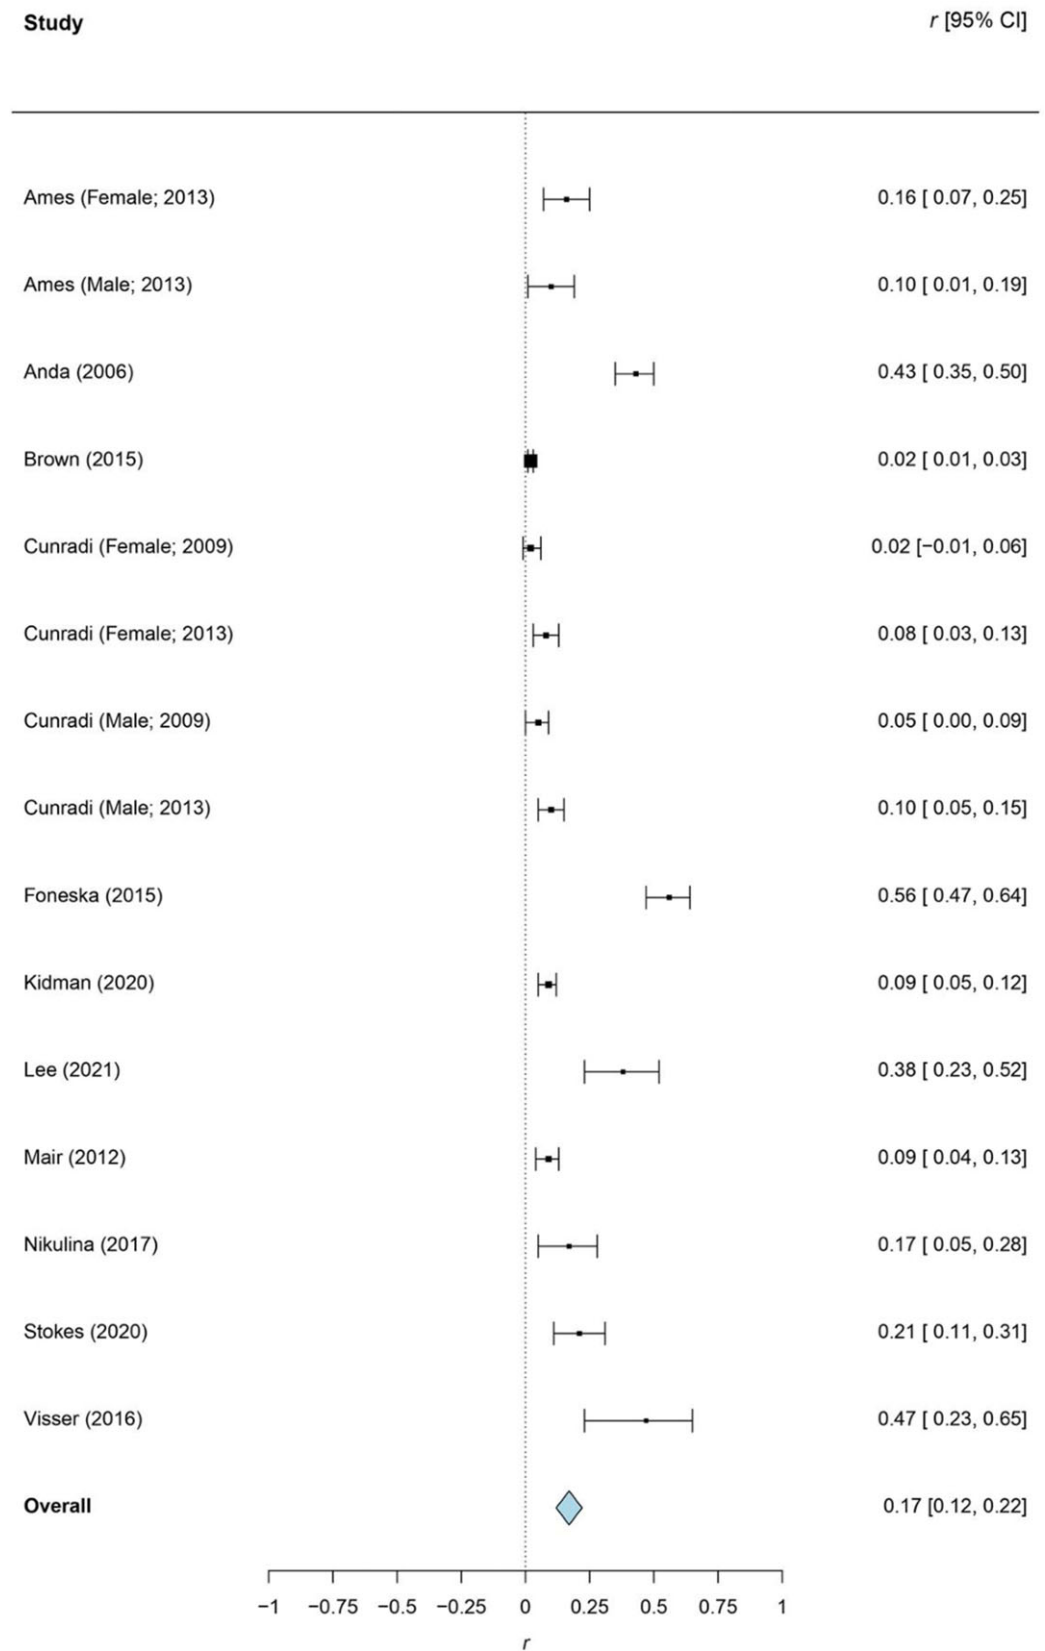 Study r [95% CI]
Ames (Female; 2013) 0.16 [ 0.07, 0.25]
Ames (Male; 2013) 0.10 [ 0.01, 0.19]
Anda (2006) 0.43 [ 0.35, 0.50]
Brown (2015) 0.02 [ 0.01, 0.03]
Cunradi (Female; 2009) 0.02 [−0.01, 0.06]
Cunradi (Female; 2013) 0.08 [ 0.03, 0.13]
Cunradi (Male; 2009) 0.05 [ 0.00, 0.09]
Cunradi (Male; 2013) 0.10 [ 0.05, 0.15]
Foneska (2015) 0.56 [ 0.47, 0.64]
Kidman (2020) 0.09 [ 0.05, 0.12]
Lee (2021) 0.38 [ 0.23, 0.52]
Mair (2012) 0.09 [ 0.04, 0.13]
Nikulina (2017) 0.17 [ 0.05, 0.28]
Stokes (2020) 0.21 [ 0.11, 0.31]
Visser (2016) 0.47 [ 0.23, 0.65]
Overall 0.17 [0.12, 0.22]
−1 −0.75 −0.5 −0.25 0 0.25 0.5 0.75 1
r